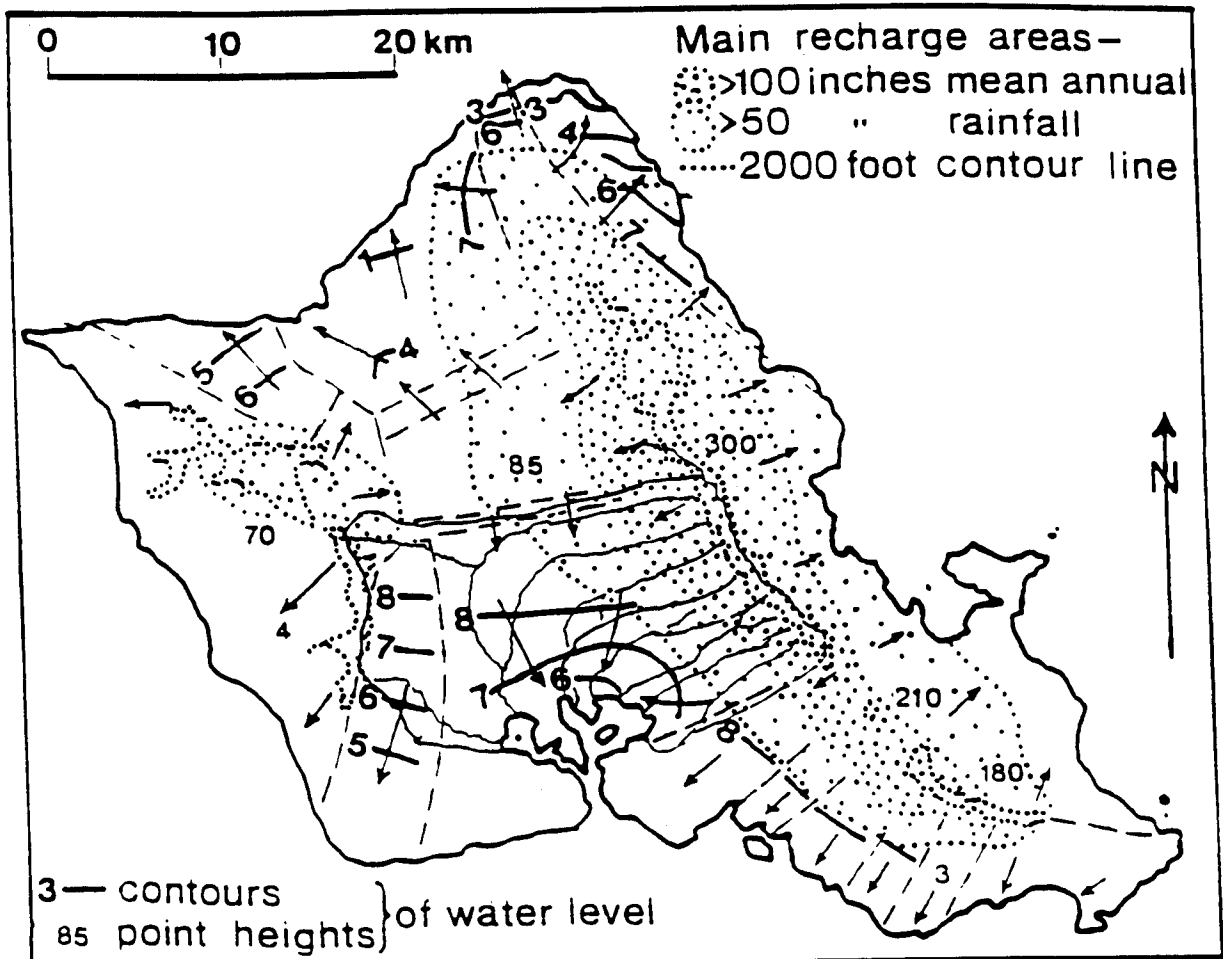 0 10 20 km
Main recharge areas–
>100 inches mean annual
>50 " rainfall
2000 foot contour line
3 3
6 4
6
7 7
1
4
5
6
300
85
70
8
8
4
7
7 6
6
5
8
210
180
3
N
3 — contours
85 point heights } of water level